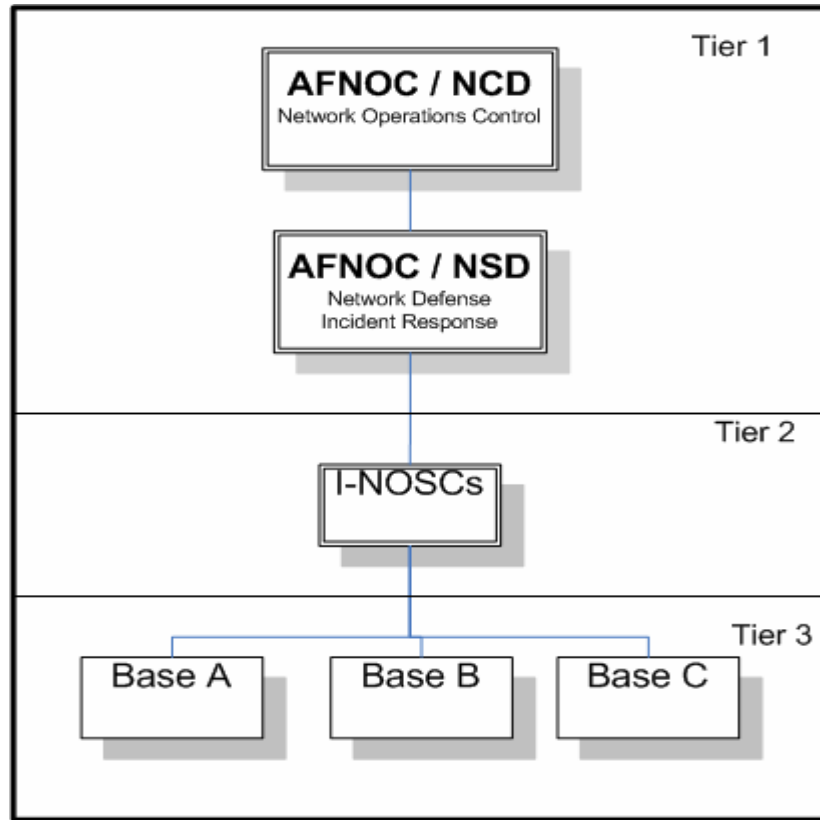 Tier 1
AFNOC / NCD
Network Operations Control
AFNOC / NSD
Network Defense
Incident Response
Tier 2
I-NOSCs
Tier 3
Base A
Base B
Base C